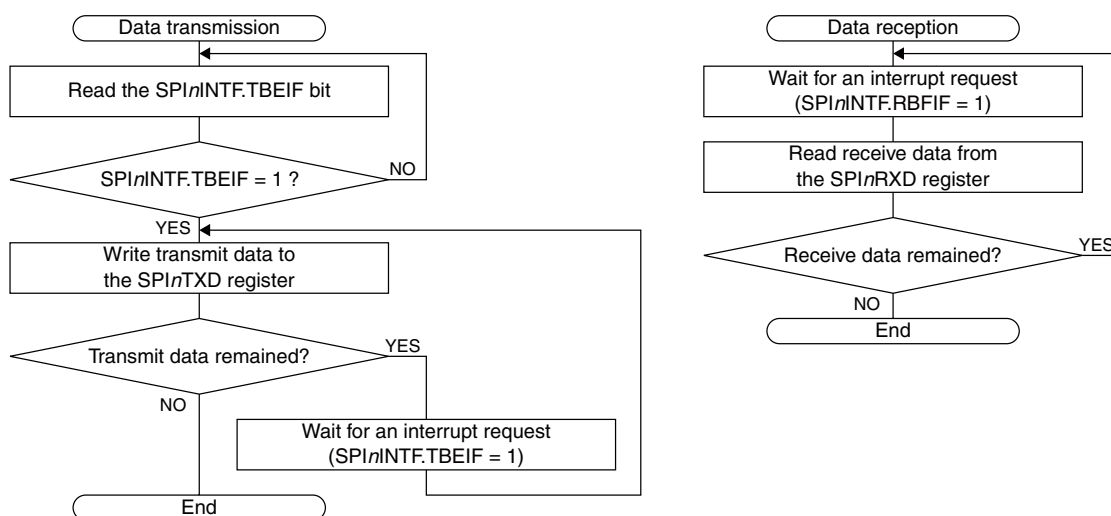 Data transmission
Read the SPInINTF.TBEIF bit
SPInINTF.TBEIF = 1 ?
NO
YES
Write transmit data to
the SPInTXD register
Transmit data remained?
YES
NO
Wait for an interrupt request
(SPInINTF.TBEIF = 1)
End
Data reception
Wait for an interrupt request
(SPInINTF.RBFIF = 1)
Read receive data from
the SPInRXD register
Receive data remained?
YES
NO
End